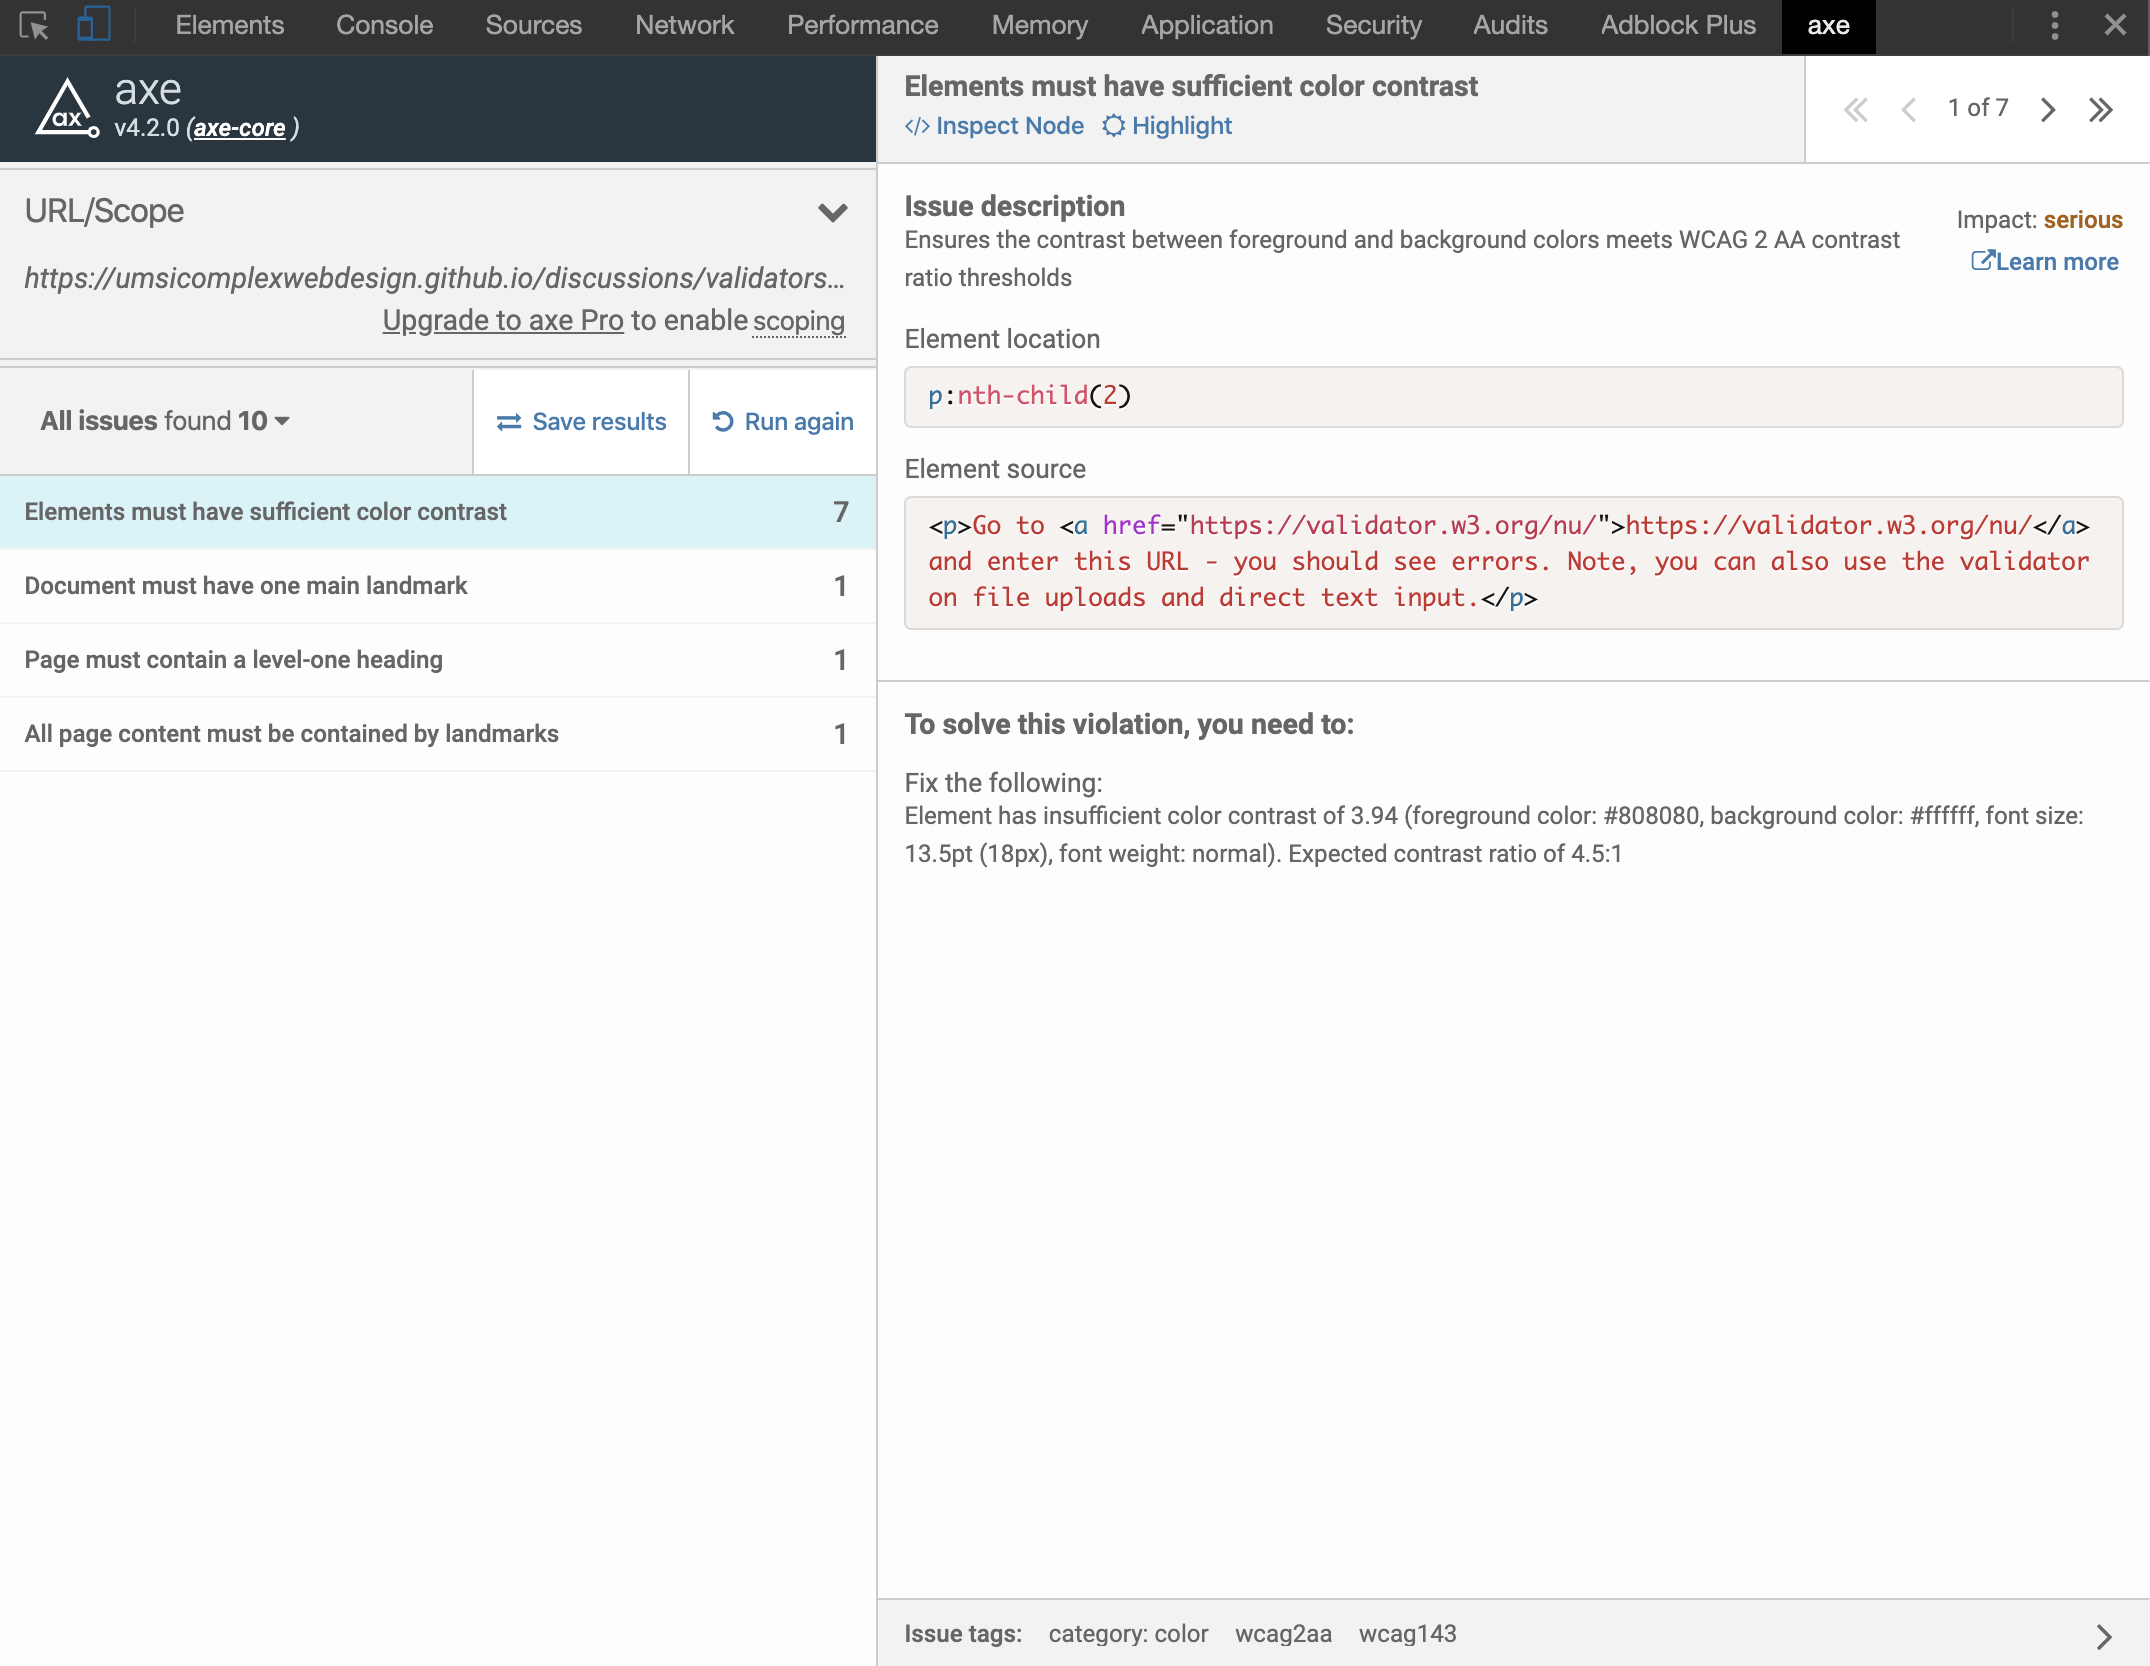 Elements Console Sources Network Performance Memory Application Security Audits Adblock Plus axe
ax
axe
v4.2.0 (axe-core )
URL/Scope
https://umsicomplexwebdesign.github.io/discussions/validators...
Upgrade to axe Pro to enable scoping
All issues found 10
Save results
Run again
Elements must have sufficient color contrast 7
Document must have one main landmark 1
Page must contain a level-one heading 1
All page content must be contained by landmarks 1
Elements must have sufficient color contrast
</> Inspect Node Highlight
1 of 7
Issue description
Ensures the contrast between foreground and background colors meets WCAG 2 AA contrast
ratio thresholds
Impact: serious
Learn more
Element location
p:nth-child(2)
Element source
<p>Go to <a href="https://validator.w3.org/nu/">https://validator.w3.org/nu/</a>
and enter this URL - you should see errors. Note, you can also use the validator
on file uploads and direct text input.</p>
To solve this violation, you need to:
Fix the following:
Element has insufficient color contrast of 3.94 (foreground color: #808080, background color: #ffffff, font size:
13.5pt (18px), font weight: normal). Expected contrast ratio of 4.5:1
Issue tags: category: color wcag2aa wcag143